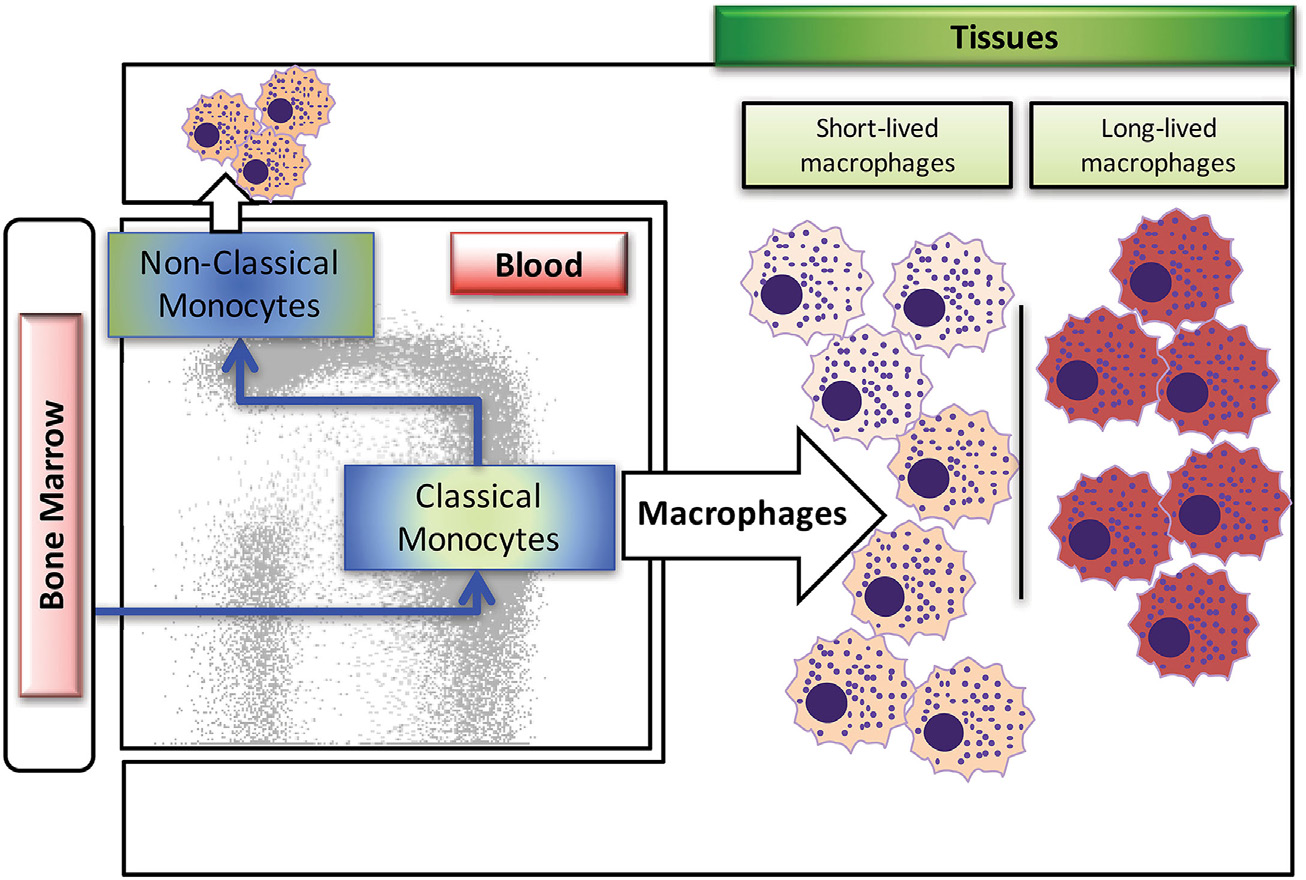 Tissues
Short-lived
macrophages
Long-lived
macrophages
Non-Classical
Monocytes
Blood
Bone Marrow
Classical
Monocytes
Macrophages